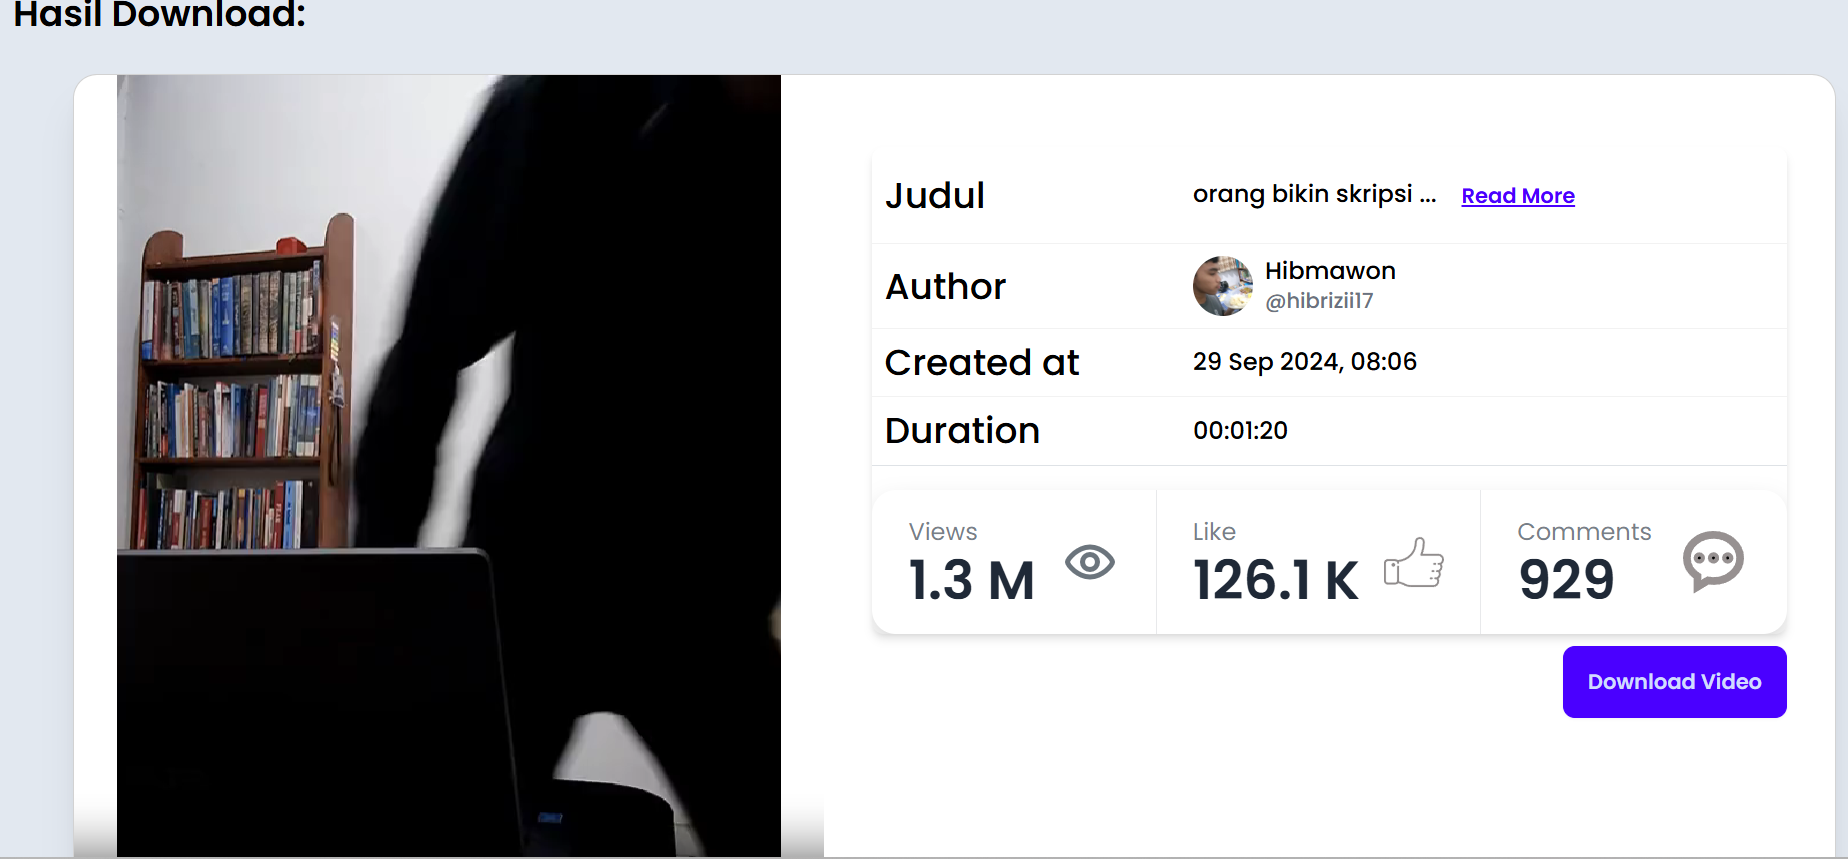 Hasil Download:
Judul
orang bikin skripsi ... Read More
Author
Hibmawon
@hibrizii17
Created at
29 Sep 2024, 08:06
Duration
00:01:20
Views
1.3 M
Like
126.1 K
Comments
929
Download Video